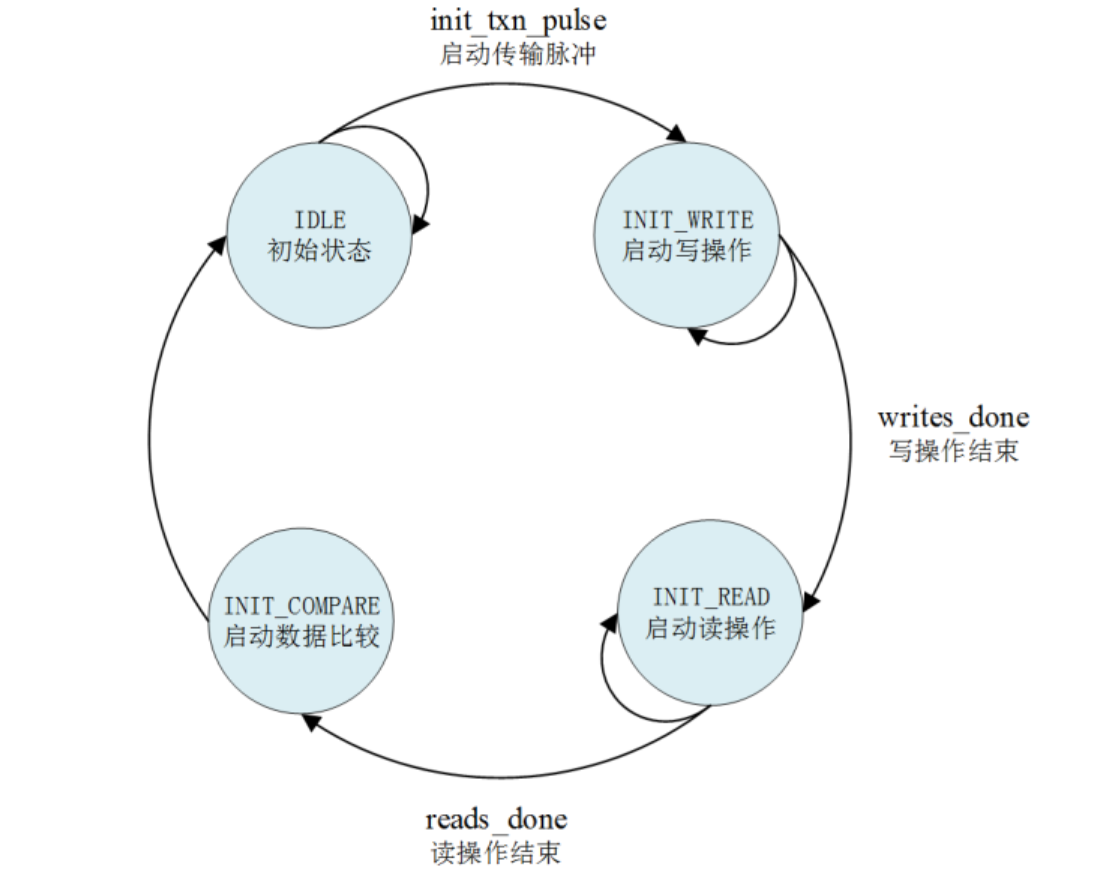 init_txn_pulse
启动传输脉冲
IDLE
初始状态
INIT_WRITE
启动写操作
writes_done
写操作结束
INIT_READ
启动读操作
INIT_COMPARE
启动数据比较
reads_done
读操作结束